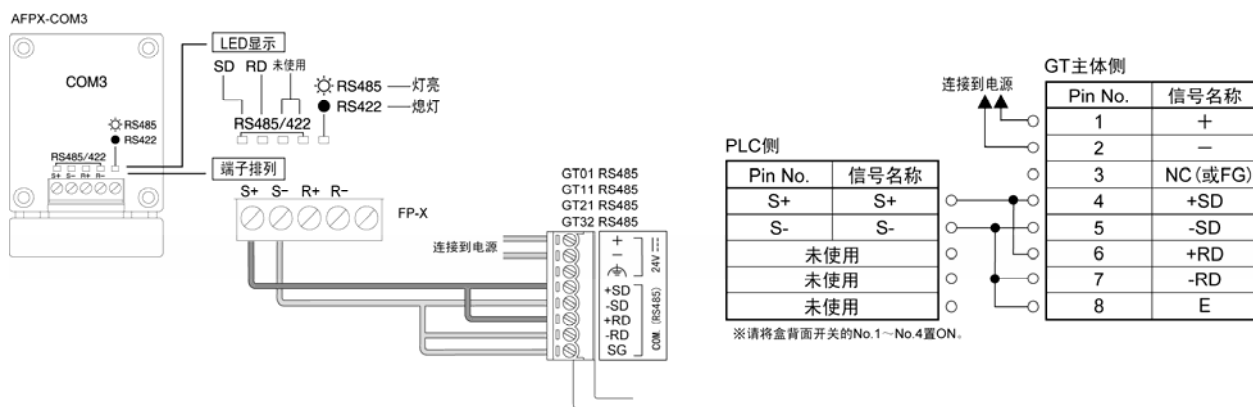 AFPX-COM3
COM3
RS485
RS422
RS485/422
S+ S- R+ R-
LED显示
SD RD 未使用
RS485 — 灯亮
RS422 — 熄灯
RS485/422
端子排列
S+ S- R+ R-
FP-X
连接到电源
GT01 RS485
GT11 RS485
GT21 RS485
GT32 RS485
+
−
24V
+SD
-SD
+RD
-RD
SG
COM (RS485)
连接到电源
PLC侧
Pin No. 信号名称
S+ S+
S- S-
未使用
未使用
未使用
※请将盒背面开关的No.1～No.4置ON。
GT主体侧
Pin No. 信号名称
1 +
2 −
3 NC(或FG)
4 +SD
5 -SD
6 +RD
7 -RD
8 E